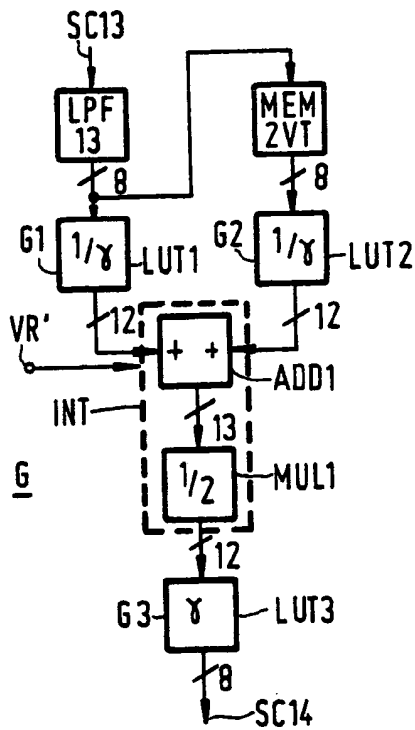 SC13
LPF
13
MEM
2VT
8
8
G1
1/γ
LUT1
G2
1/γ
LUT2
12
12
VR'
+ +
ADD1
INT
13
G
1/2
MUL1
12
G3
γ
LUT3
8
SC14